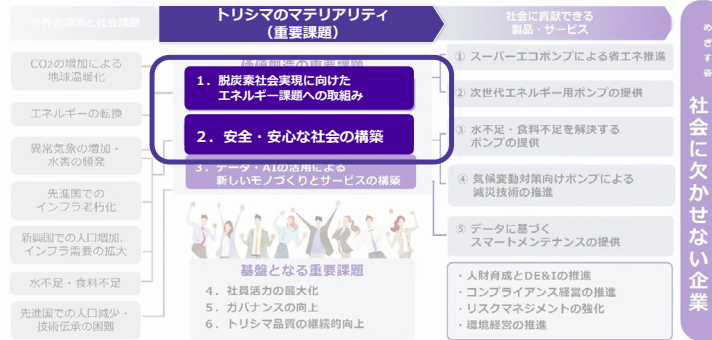 世界の潮流と社会課題
CO2の増加による
地球温暖化
エネルギーの転換
異常気象の増加・
水害の頻発
先進国での
インフラ老朽化
新興国での人口増加、
インフラ需要の拡大
水不足・食料不足
先進国での人口減少・
技術伝承の困難
トリシマのマテリアリティ
（重要課題）
価値創造の重要課題
1．脱炭素社会実現に向けた
エネルギー課題への取組み
2．安全・安心な社会の構築
3．データ・AIの活用による
新しいモノづくりとサービスの構築
基盤となる重要課題
4．社員活力の最大化
5．ガバナンスの向上
6．トリシマ品質の継続的向上
社会に貢献できる
製品・サービス
① スーパーエコポンプによる省エネ推進
② 次世代エネルギー用ポンプの提供
③ 水不足・食料不足を解決する
ポンプの提供
④ 気候変動対策向けポンプによる
減災技術の推進
⑤ データに基づく
スマートメンテナンスの提供
・人財育成とDE&Iの推進
・コンプライアンス経営の推進
・リスクマネジメントの強化
・環境経営の推進
めざす姿
社会に欠かせない企業